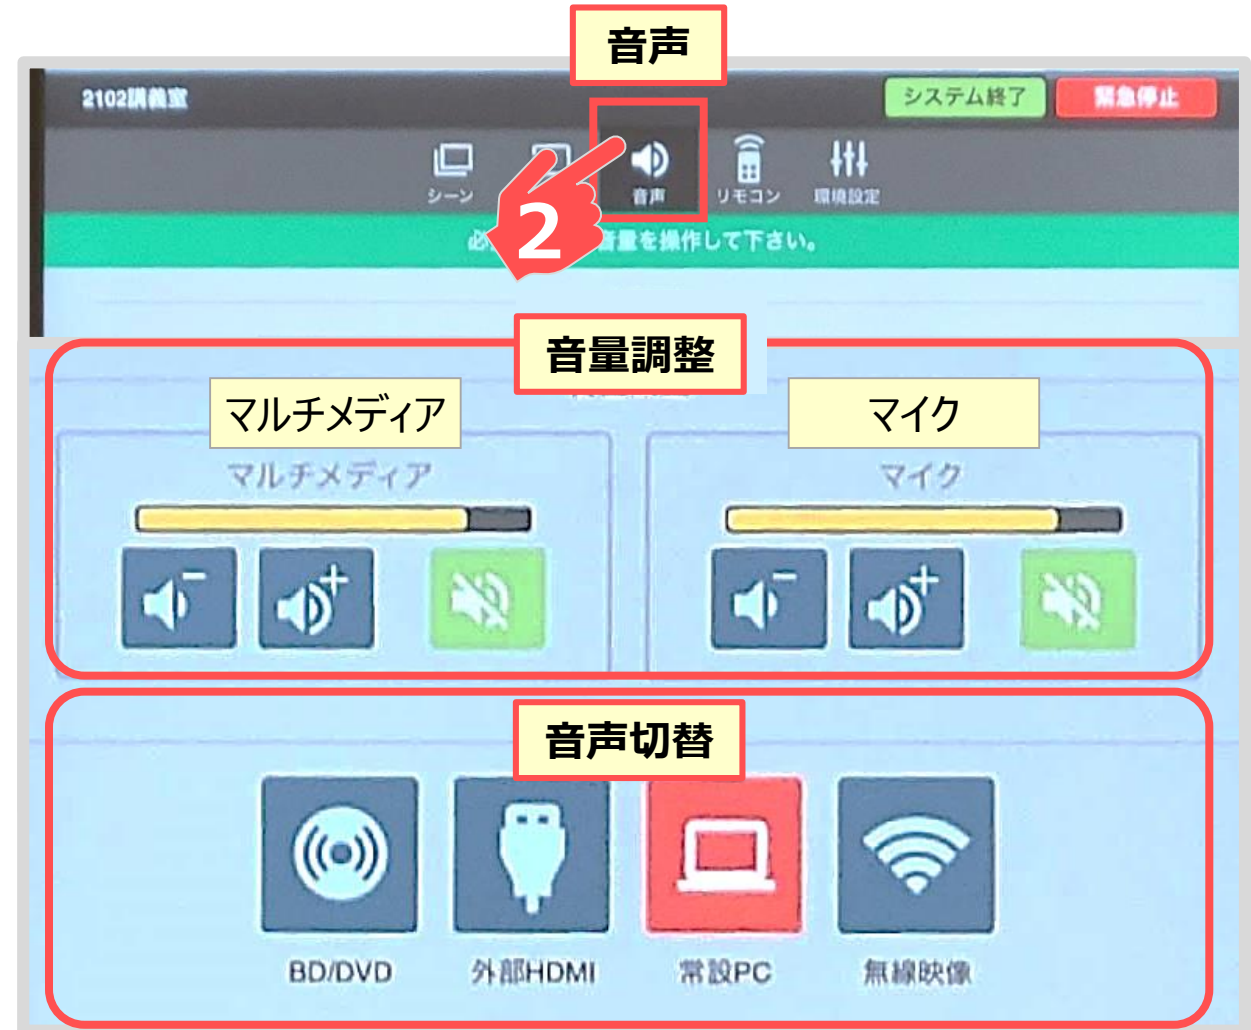 音声
2102講義室
システム終了
緊急停止
シーン
音声
リモコン
環境設定
2
音量を操作して下さい。
音量調整
マルチメディア
マイク
マルチメディア
マイク
音声切替
BD/DVD
外部HDMI
常設PC
無線映像